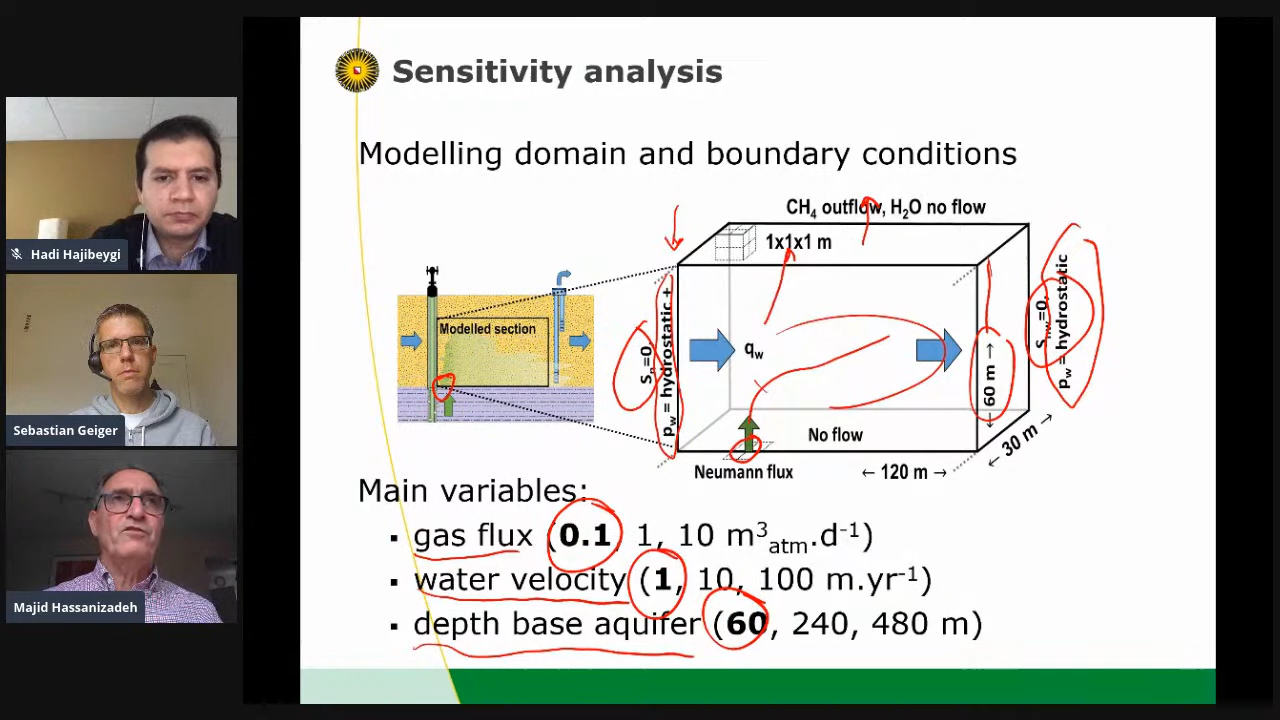 Sensitivity analysis
Modelling domain and boundary conditions
CH4 outflow, H2O no flow
1x1x1 m
Modelled section
Sn=0
pw = hydrostatic +
qw
← 60 m →
Snw=0,
pw = hydrostatic
No flow
Neumann flux
← 120 m →
← 30 m →
Main variables:
▪ gas flux (0.1, 1, 10 m³atm.d⁻¹)
▪ water velocity (1, 10, 100 m.yr⁻¹)
▪ depth base aquifer (60, 240, 480 m)
Hadi Hajibeygi
Sebastian Geiger
Majid Hassanizadeh